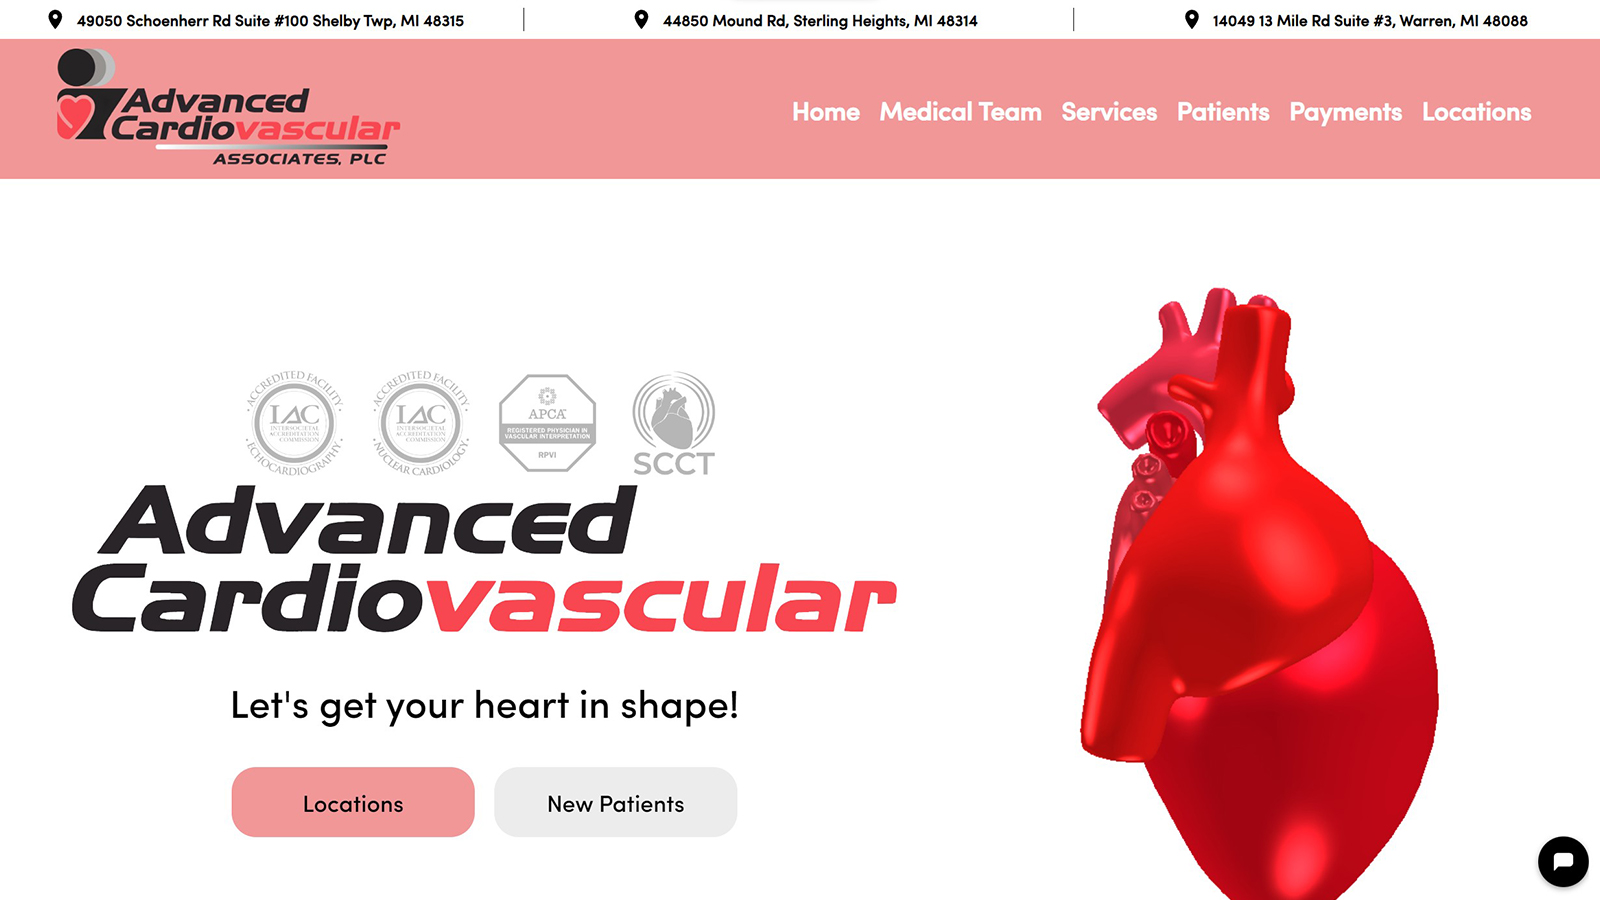 49050 Schoenherr Rd Suite #100 Shelby Twp, MI 48315
44850 Mound Rd, Sterling Heights, MI 48314
14049 13 Mile Rd Suite #3, Warren, MI 48088
Advanced
Cardiovascular
ASSOCIATES, PLC
Home
Medical Team
Services
Patients
Payments
Locations
ACCREDITED FACILITY
IAC
INTERSOCIETAL
ACCREDITATION
COMMISSION
ECHOCARDIOGRAPHY
ACCREDITED FACILITY
IAC
INTERSOCIETAL
ACCREDITATION
COMMISSION
NUCLEAR CARDIOLOGY
APCA
REGISTERED PHYSICIAN IN
VASCULAR INTERPRETATION
RPVI
SCCT
Advanced
Cardiovascular
Let's get your heart in shape!
Locations
New Patients